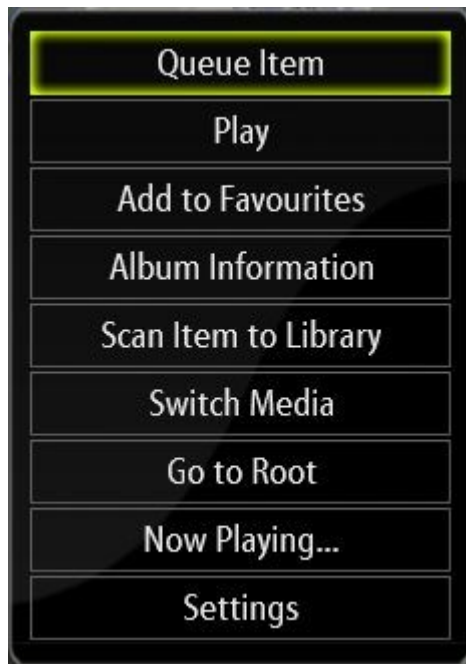 Queue Item
Play
Add to Favourites
Album Information
Scan Item to Library
Switch Media
Go to Root
Now Playing...
Settings